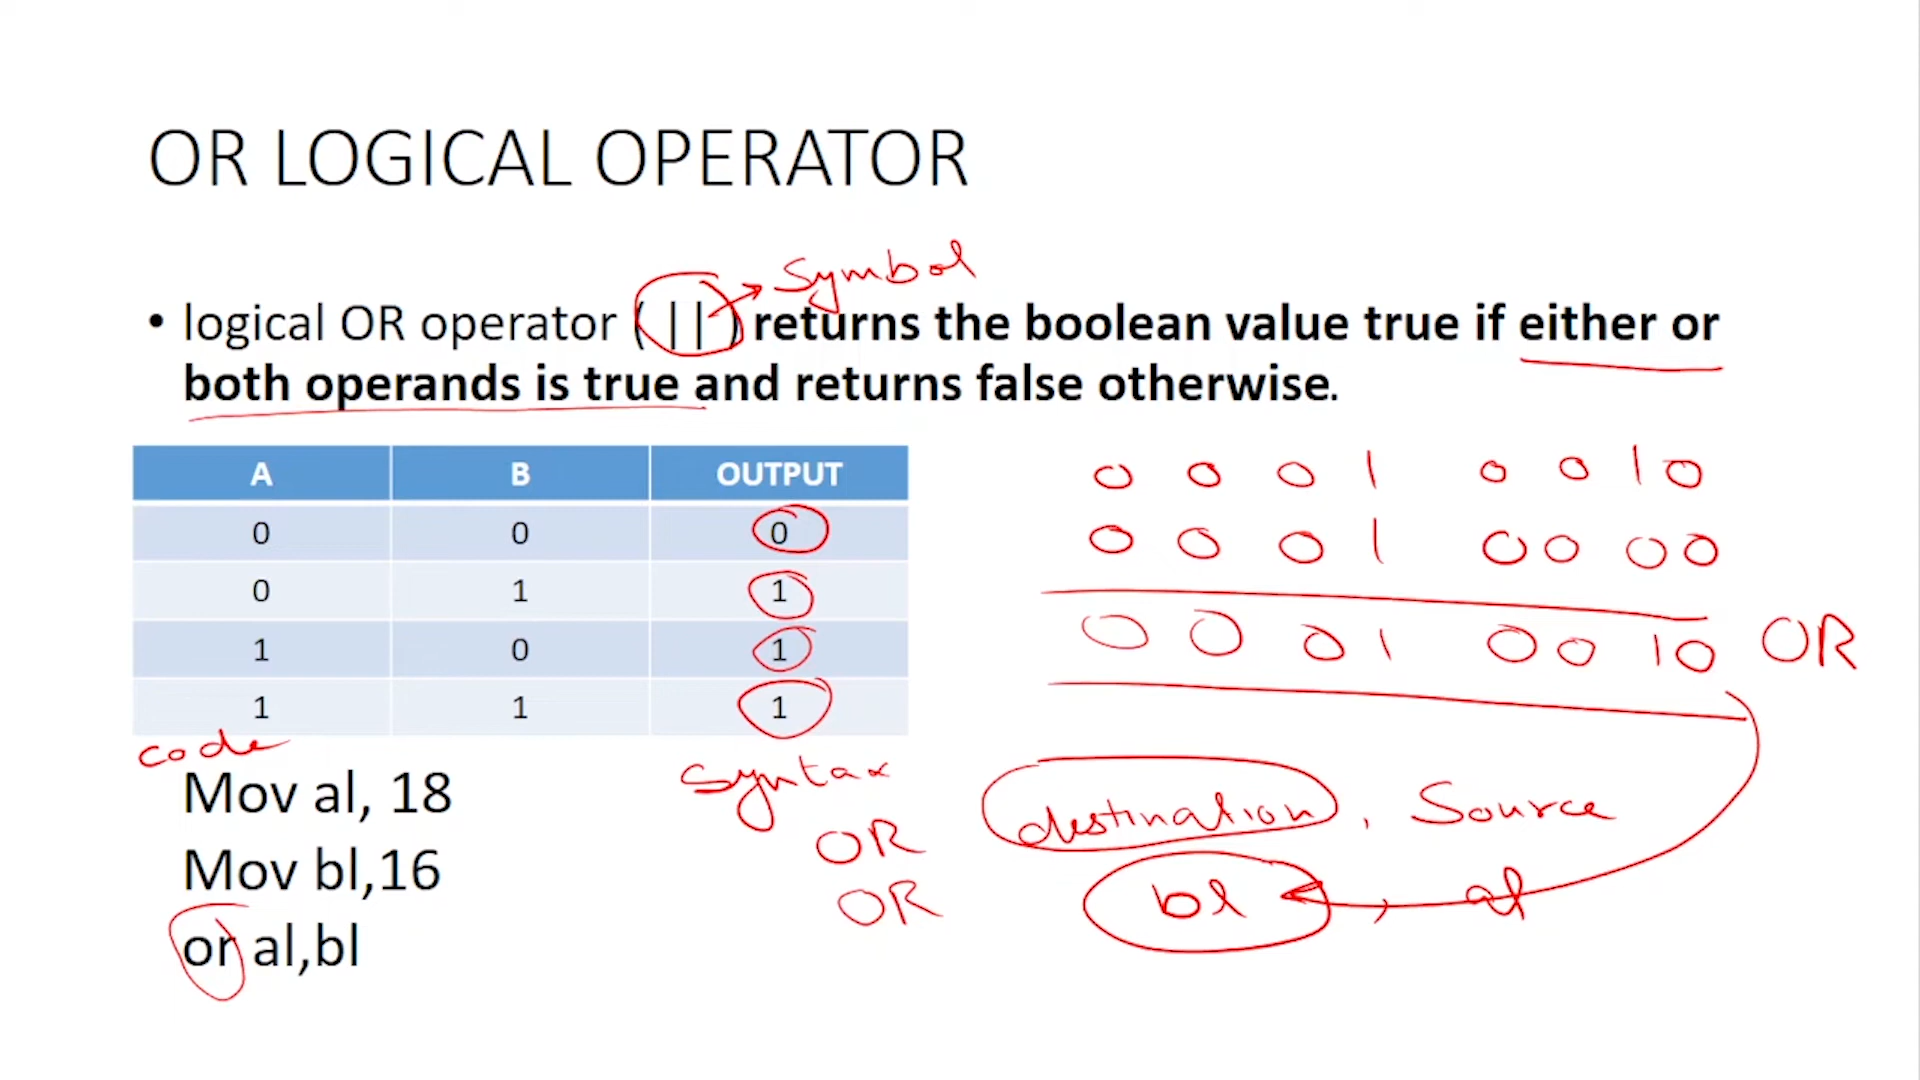 OR LOGICAL OPERATOR
Symbol
• logical OR operator ( || ) returns the boolean value true if either or
both operands is true and returns false otherwise.
A B OUTPUT
0 0 0
0 1 1
1 0 1
1 1 1
0 0 0 1 0 0 1 0
0 0 0 1 0 0 0 0
0 0 0 1 0 0 1 0 OR
code
Mov al, 18
Mov bl,16
or al,bl
Syntax
OR destination, Source
OR bl, al